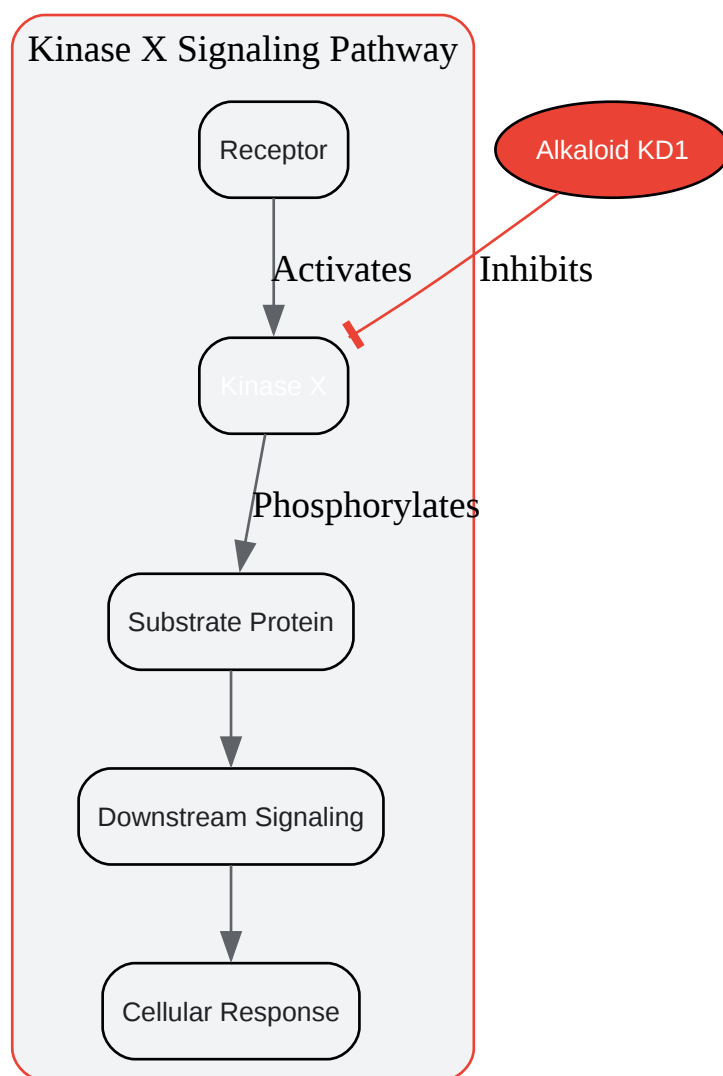 Kinase X Signaling Pathway
Receptor
Alkaloid KD1
Activates
Inhibits
Kinase X
Phosphorylates
Substrate Protein
Downstream Signaling
Cellular Response